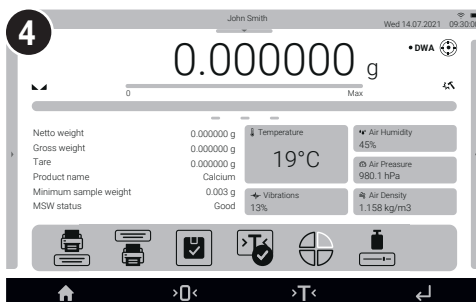 4
John Smith
Wed 14.07.2021 09:30:0
0.000000 g
DWA
0
Max
Netto weight 0.000000 g
Gross weight 0.000000 g
Tare 0.000000 g
Product name Calcium
Minimum sample weight 0.003 g
MSW status Good
Temperature
19°C
Vibrations
13%
Air Humidity
45%
Air Preasure
980.1 hPa
Air Density
1.158 kg/m3
>T<
>0<
>T<